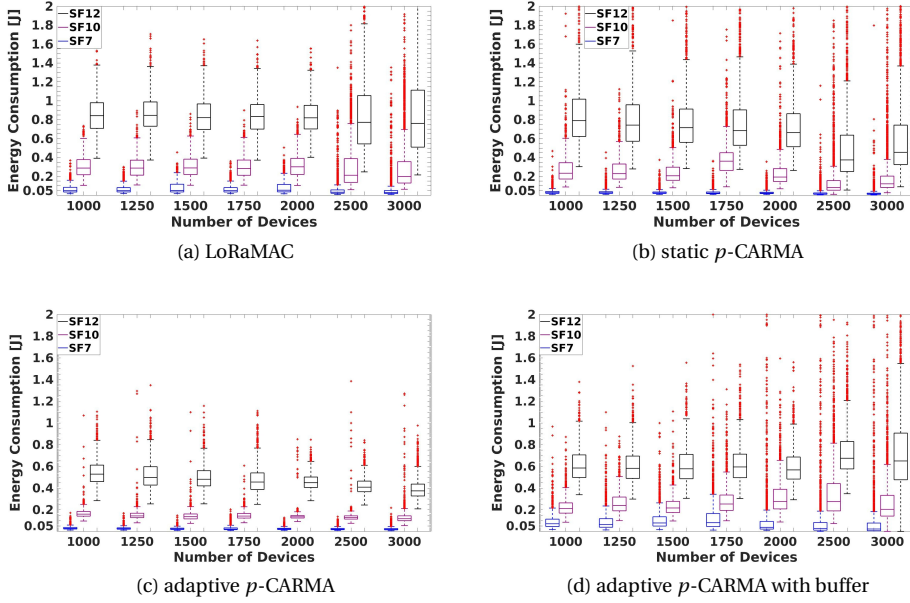 2
SF12
1.8
SF10
1.6
SF7
1.4
1.2
1
0.8
0.6
0.4
0.2
0.05
Energy Consumption [J]
1000 1250 1500 1750 2000 2500 3000
Number of Devices
(a) LoRaMAC
2
SF12
1.8
SF10
1.6
SF7
1.4
1.2
1
0.8
0.6
0.4
0.2
0.05
Energy Consumption [J]
1000 1250 1500 1750 2000 2500 3000
Number of Devices
(b) static p-CARMA
2
SF12
1.8
SF10
1.6
SF7
1.4
1.2
1
0.8
0.6
0.4
0.2
0.05
Energy Consumption [J]
1000 1250 1500 1750 2000 2500 3000
Number of Devices
(c) adaptive p-CARMA
2
SF12
1.8
SF10
1.6
SF7
1.4
1.2
1
0.8
0.6
0.4
0.2
0.05
Energy Consumption [J]
1000 1250 1500 1750 2000 2500 3000
Number of Devices
(d) adaptive p-CARMA with buffer